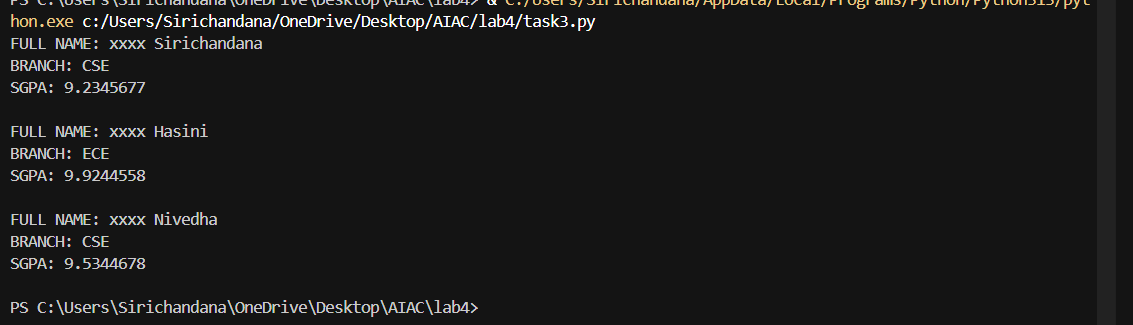 PS C:\Users\Sirichandana\OneDrive\Desktop\AIAC\lab4> & C:/Users/Sirichandana/AppData/Local/Programs/Python/Python313/pyt
hon.exe c:/Users/Sirichandana/OneDrive/Desktop/AIAC/lab4/task3.py
FULL NAME: xxxx Sirichandana
BRANCH: CSE
SGPA: 9.2345677
FULL NAME: xxxx Hasini
BRANCH: ECE
SGPA: 9.9244558
FULL NAME: xxxx Nivedha
BRANCH: CSE
SGPA: 9.5344678
PS C:\Users\Sirichandana\OneDrive\Desktop\AIAC\lab4>